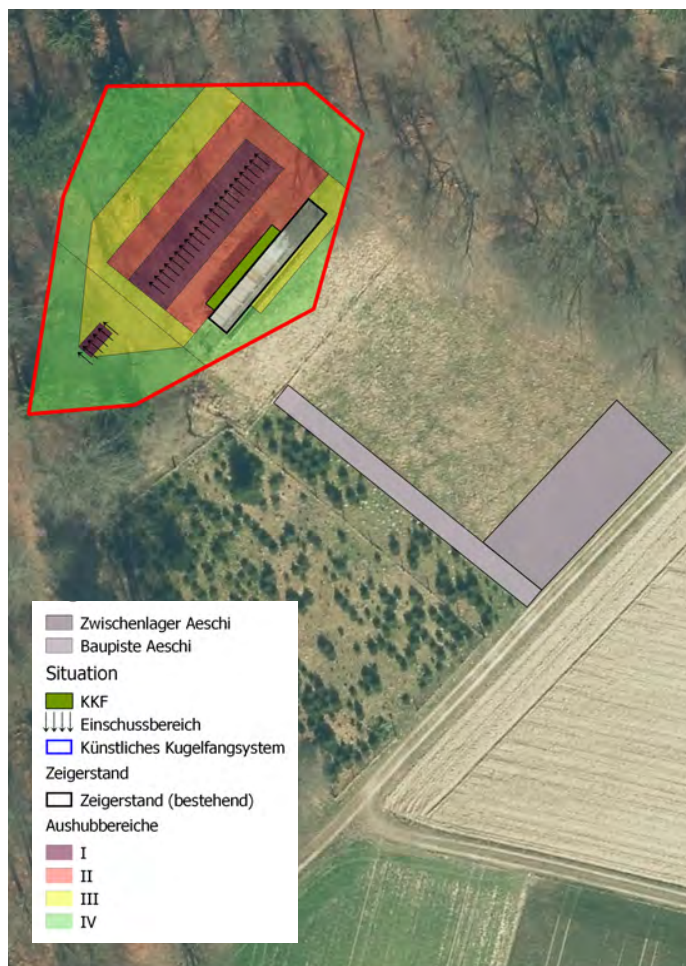 Zwischenlager Aeschi
Baupiste Aeschi
Situation
KKF
Einschussbereich
Künstliches Kugelfangsystem
Zeigerstand
Zeigerstand (bestehend)
Aushubbereiche
I
II
III
IV